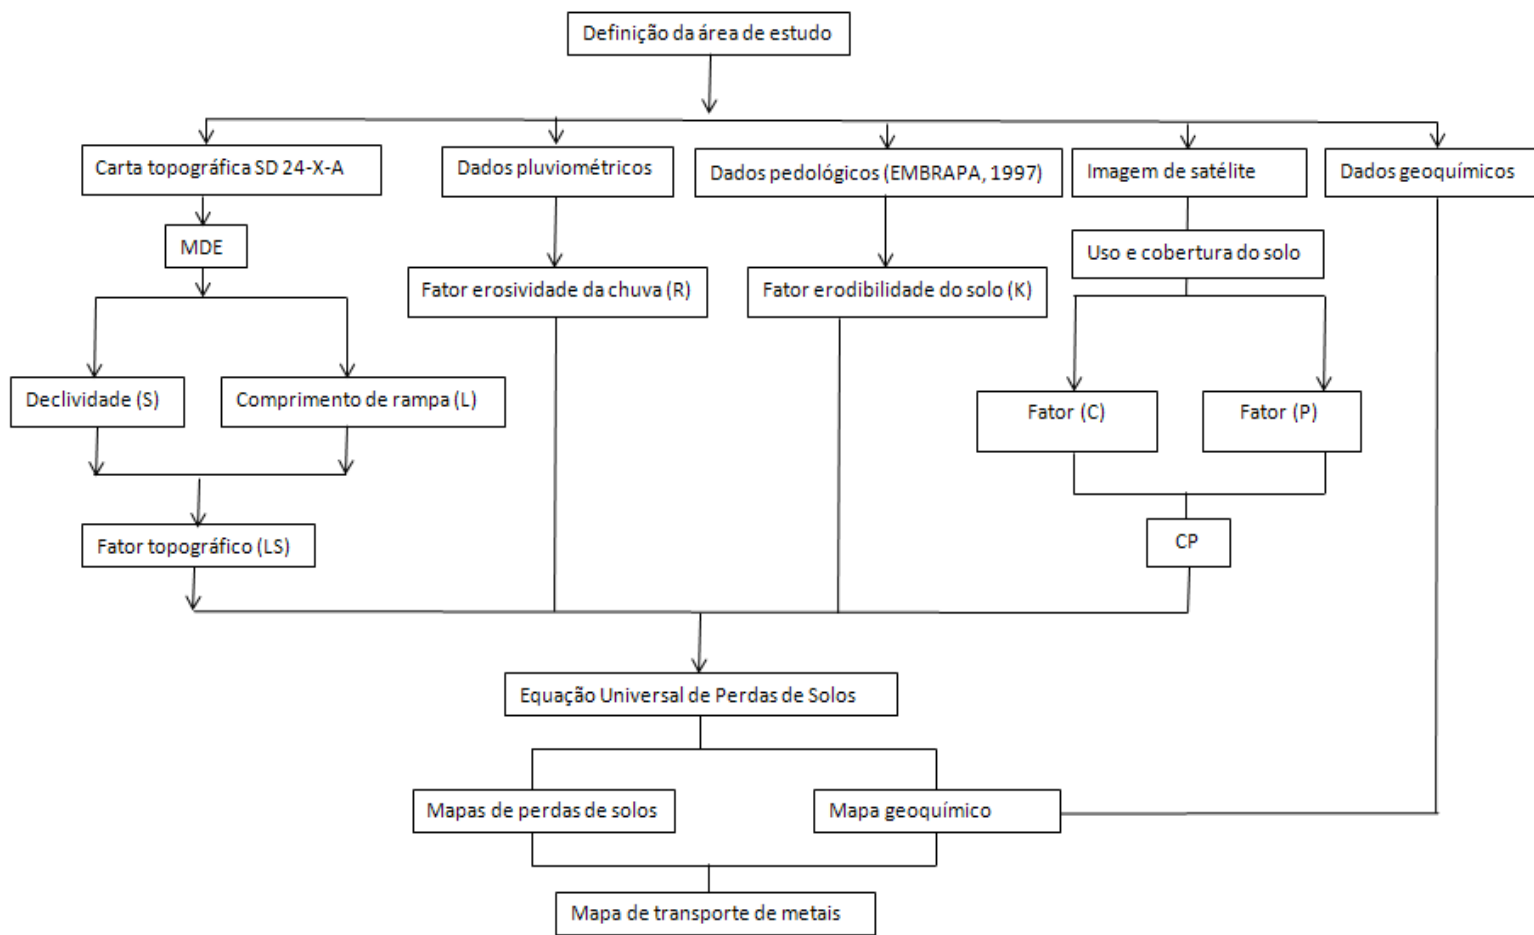 Definição da área de estudo
Carta topográfica SD 24-X-A
Dados pluviométricos
Dados pedológicos (EMBRAPA, 1997)
Imagem de satélite
Dados geoquímicos
MDE
Uso e cobertura do solo
Fator erosividade da chuva (R)
Fator erodibilidade do solo (K)
Declividade (S)
Comprimento de rampa (L)
Fator (C)
Fator (P)
Fator topográfico (LS)
CP
Equação Universal de Perdas de Solos
Mapas de perdas de solos
Mapa geoquímico
Mapa de transporte de metais